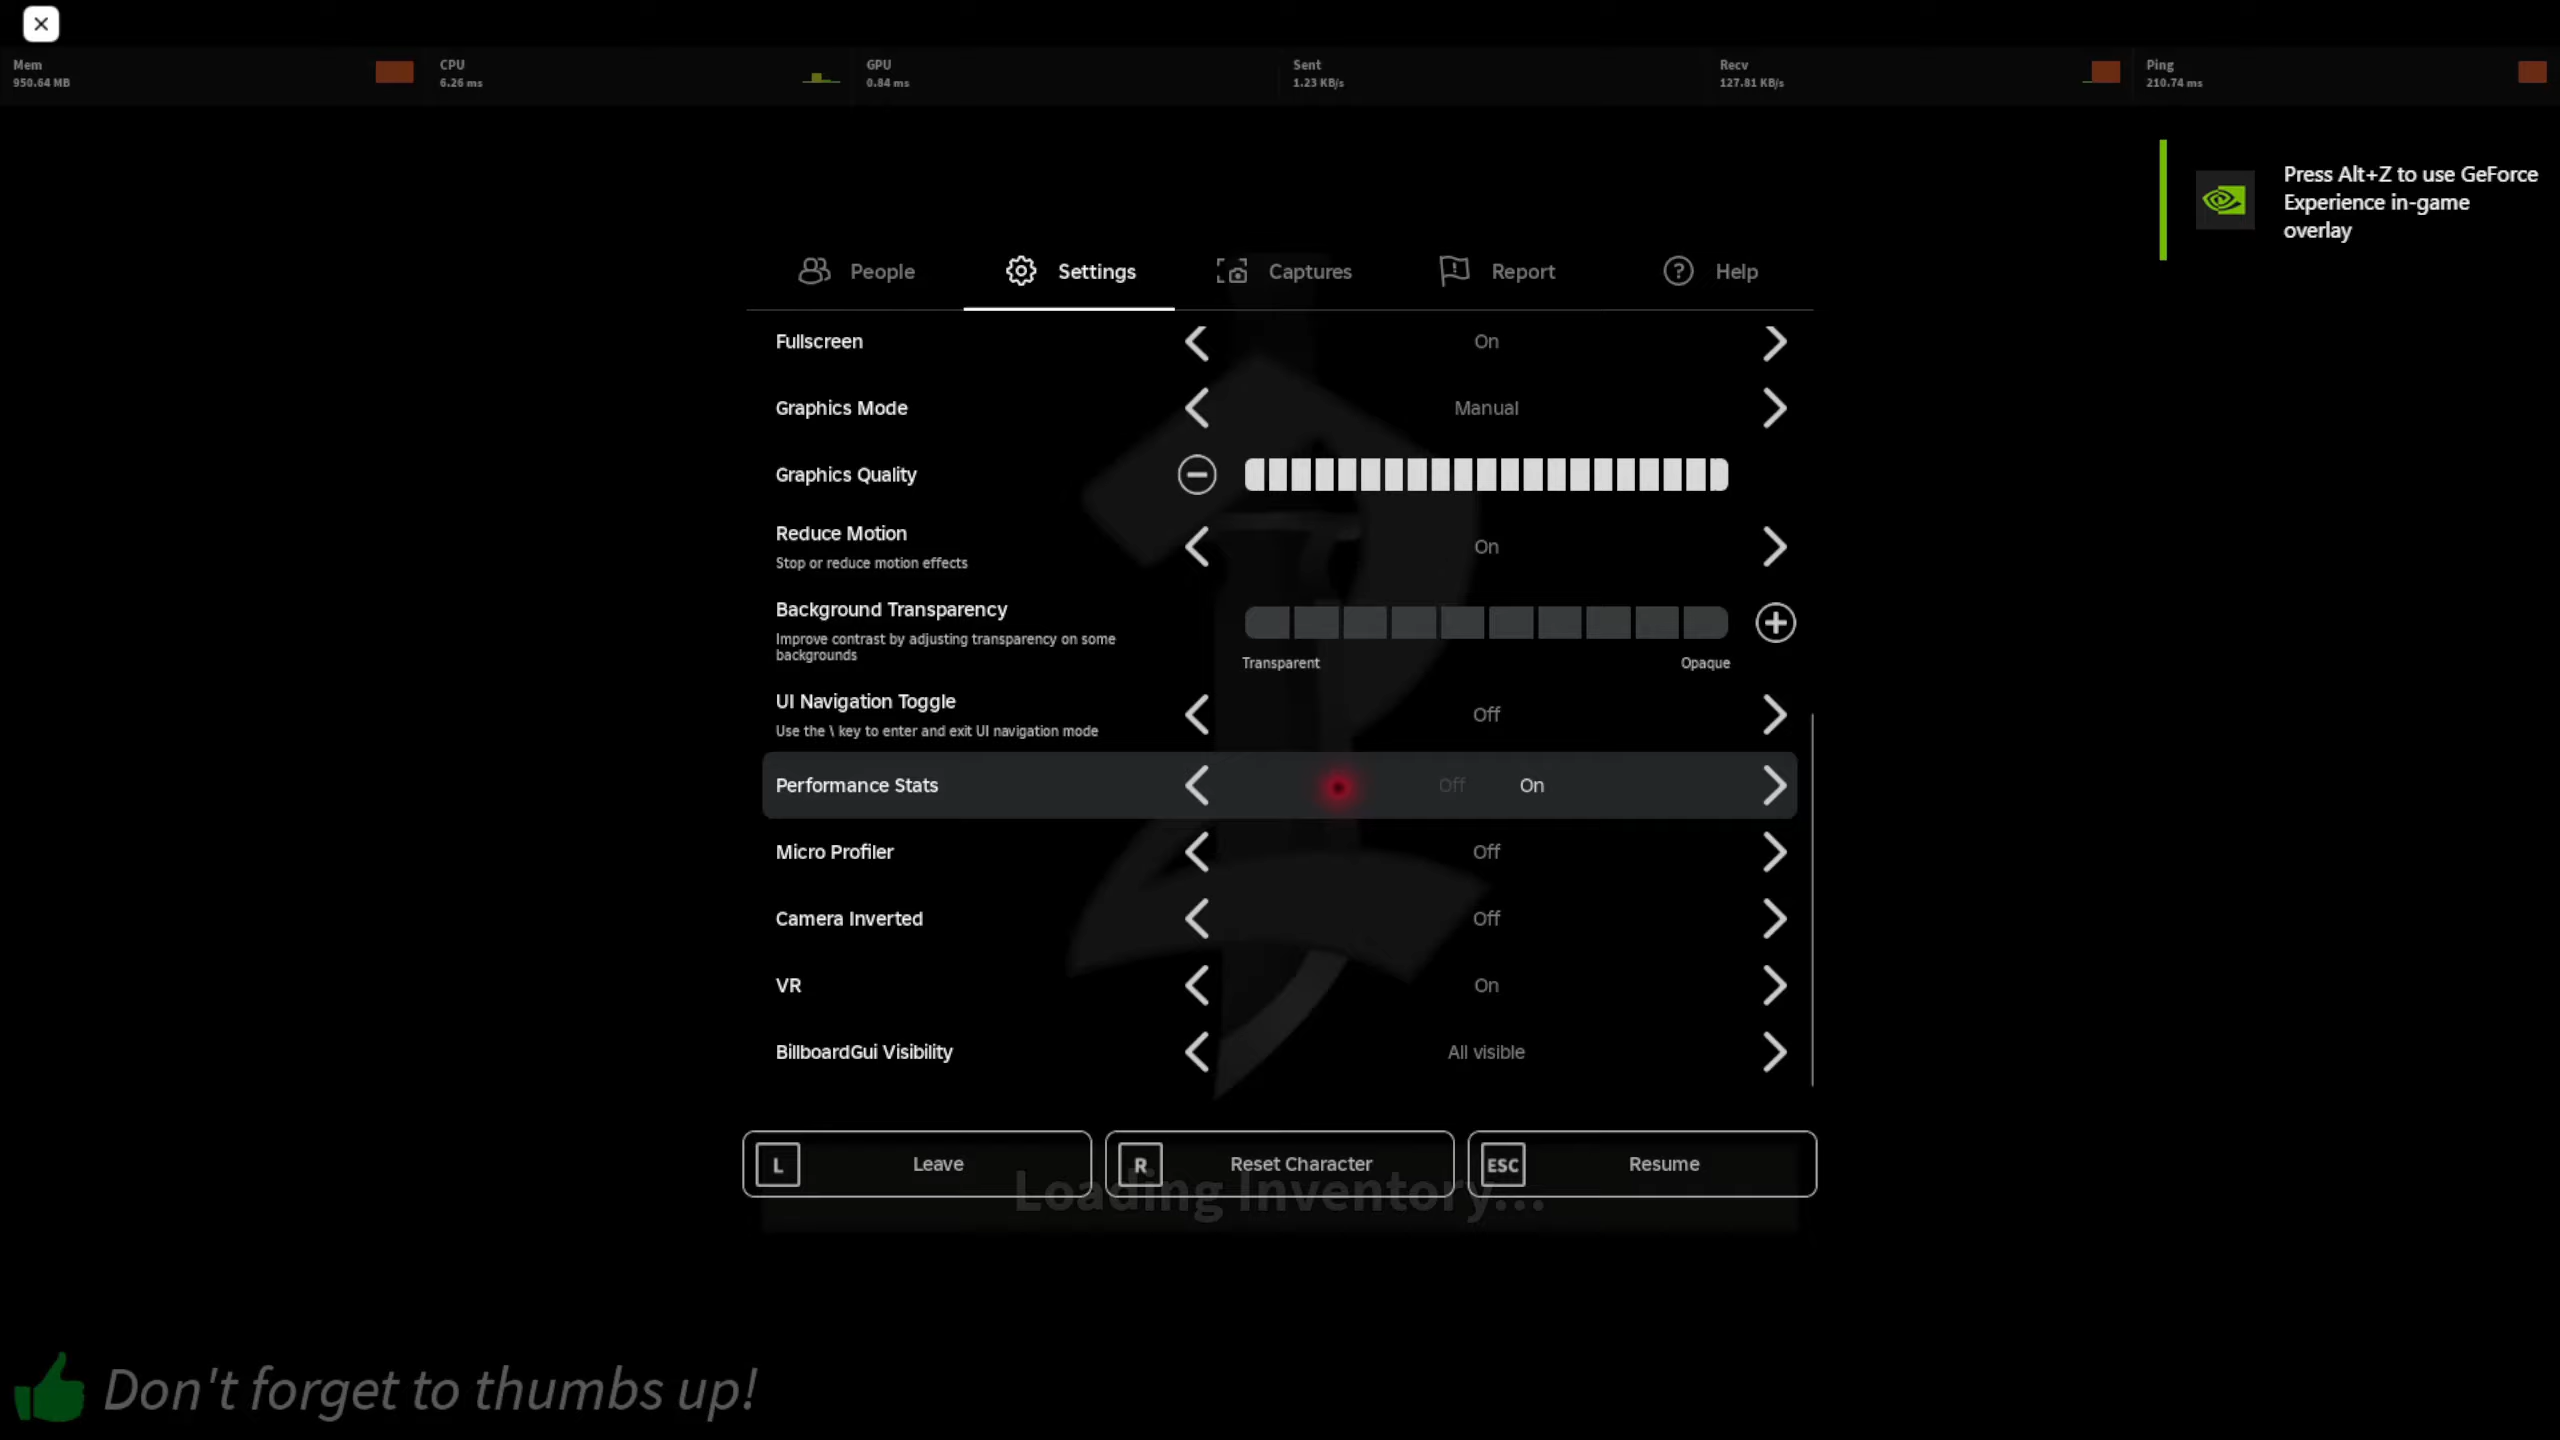 Mem
950.64 MB
CPU
6.26 ms
GPU
0.84 ms
Sent
1.23 KB/s
Recv
127.81 KB/s
Ping
210.74 ms
Press Alt+Z to use GeForce
Experience in-game
overlay
People
Settings
Captures
Report
Help
Fullscreen
On
Graphics Mode
Manual
Graphics Quality
Reduce Motion
Stop or reduce motion effects
On
Background Transparency
Improve contrast by adjusting transparency on some
backgrounds
Transparent
Opaque
UI Navigation Toggle
Use the \ key to enter and exit UI navigation mode
Off
Performance Stats
Off
On
Micro Profiler
Off
Camera Inverted
Off
VR
On
BillboardGui Visibility
All visible
L
Leave
R
Reset Character
ESC
Resume
Loading Inventory...
Don't forget to thumbs up!